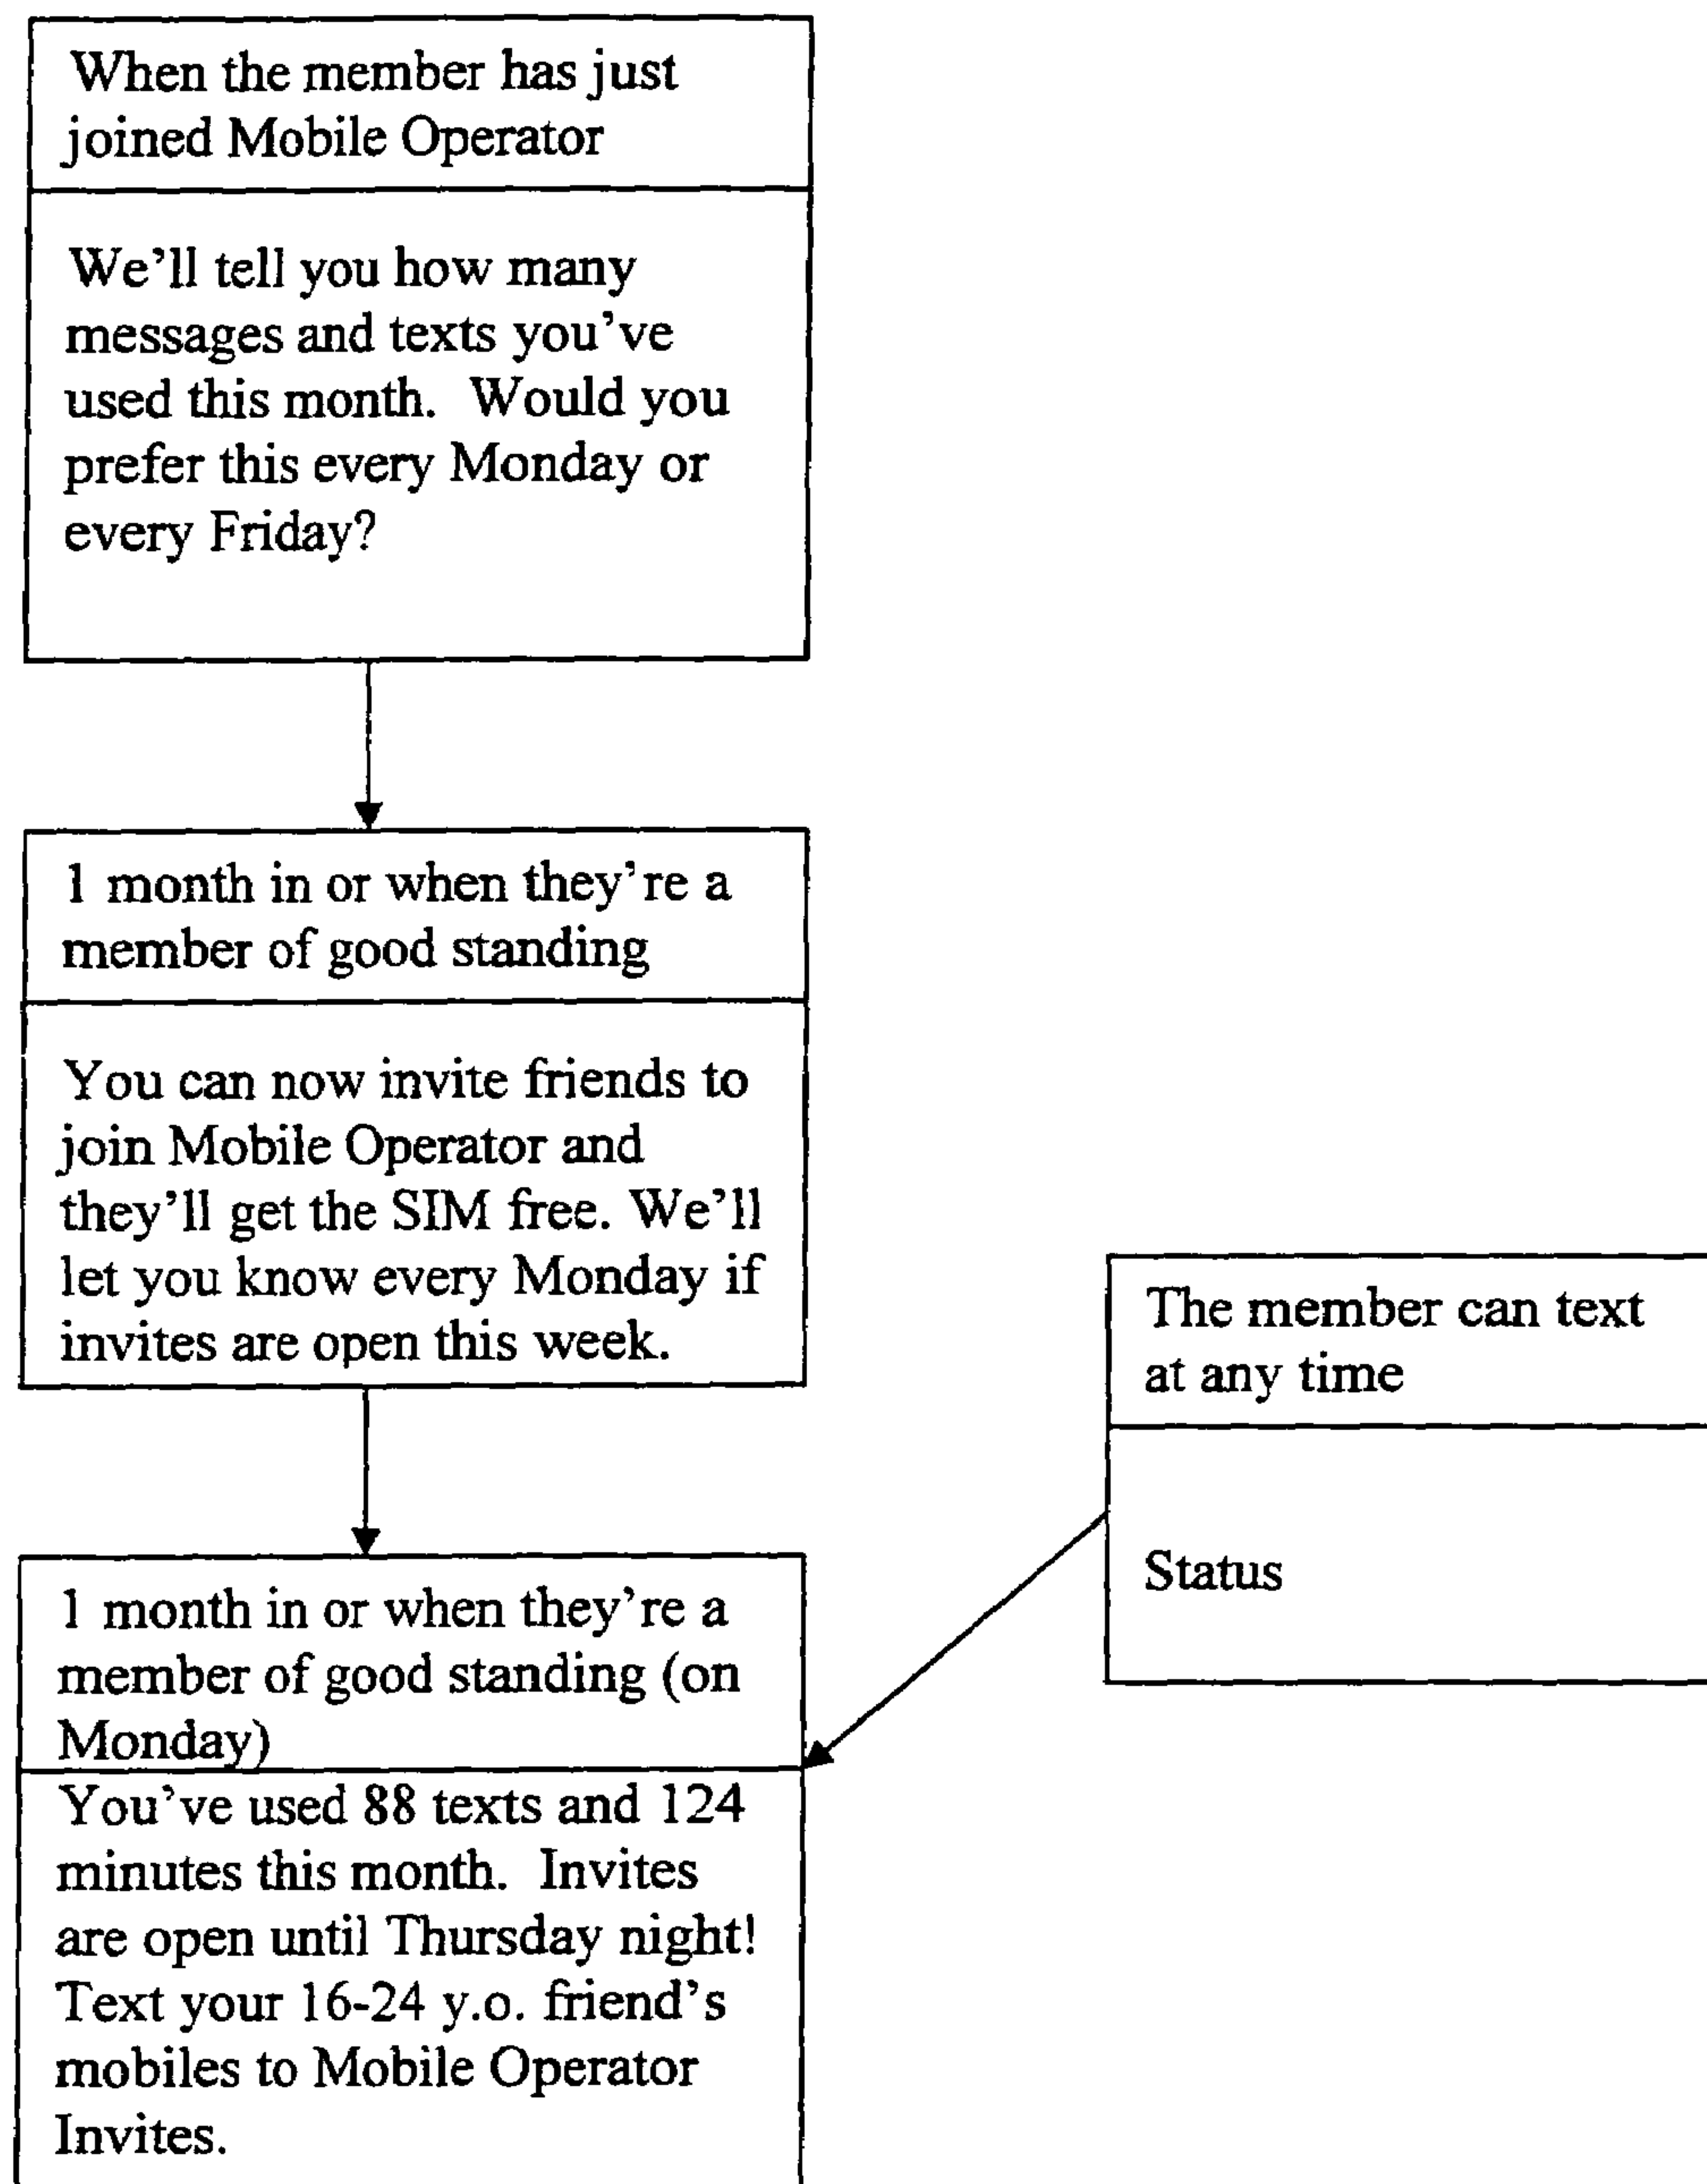 When the member has just
joined Mobile Operator
We'll tell you how many
messages and texts you've
used this month. Would you
prefer this every Monday or
every Friday?
1 month in or when they're a
member of good standing
You can now invite friends to
join Mobile Operator and
they'll get the SIM free. We'll
let you know every Monday if
invites are open this week.
The member can text
at any time
Status
1 month in or when they're a
member of good standing (on
Monday)
You've used 88 texts and 124
minutes this month. Invites
are open until Thursday night!
Text your 16-24 y.o. friend's
mobiles to Mobile Operator
Invites.